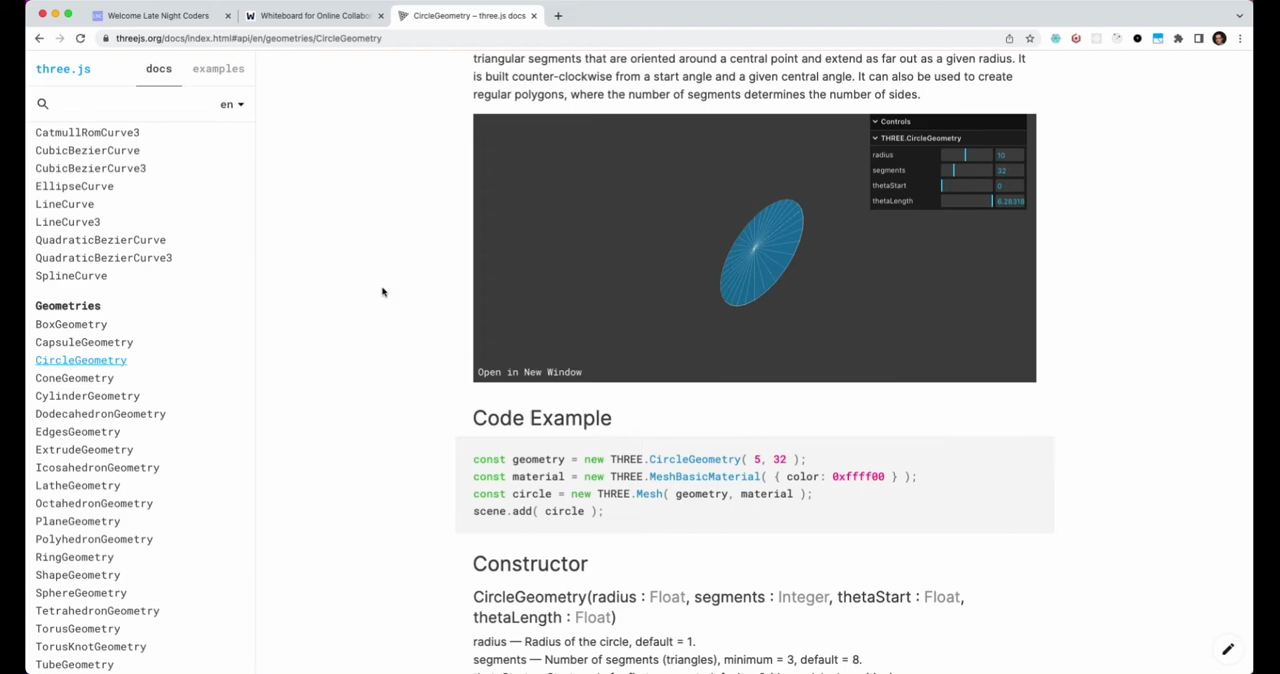 Welcome Late Night Coders
Whiteboard for Online Collabo
CircleGeometry – three.js docs
threejs.org/docs/index.html#api/en/geometries/CircleGeometry
three.js
docs
examples
en
CatmullRomCurve3
CubicBezierCurve
CubicBezierCurve3
EllipseCurve
LineCurve
LineCurve3
QuadraticBezierCurve
QuadraticBezierCurve3
SplineCurve
Geometries
BoxGeometry
CapsuleGeometry
CircleGeometry
ConeGeometry
CylinderGeometry
DodecahedronGeometry
EdgesGeometry
ExtrudeGeometry
IcosahedronGeometry
LatheGeometry
OctahedronGeometry
PlaneGeometry
PolyhedronGeometry
RingGeometry
ShapeGeometry
SphereGeometry
TetrahedronGeometry
TorusGeometry
TorusKnotGeometry
TubeGeometry
triangular segments that are oriented around a central point and extend as far out as a given radius. It
is built counter-clockwise from a start angle and a given central angle. It can also be used to create
regular polygons, where the number of segments determines the number of sides.
Controls
THREE.CircleGeometry
radius 10
segments 32
thetaStart 0
thetaLength 6.28318
Open in New Window
Code Example
const geometry = new THREE.CircleGeometry( 5, 32 );
const material = new THREE.MeshBasicMaterial( { color: 0xffff00 } );
const circle = new THREE.Mesh( geometry, material );
scene.add( circle );
Constructor
CircleGeometry(radius : Float, segments : Integer, thetaStart : Float,
thetaLength : Float)
radius — Radius of the circle, default = 1.
segments — Number of segments (triangles), minimum = 3, default = 8.